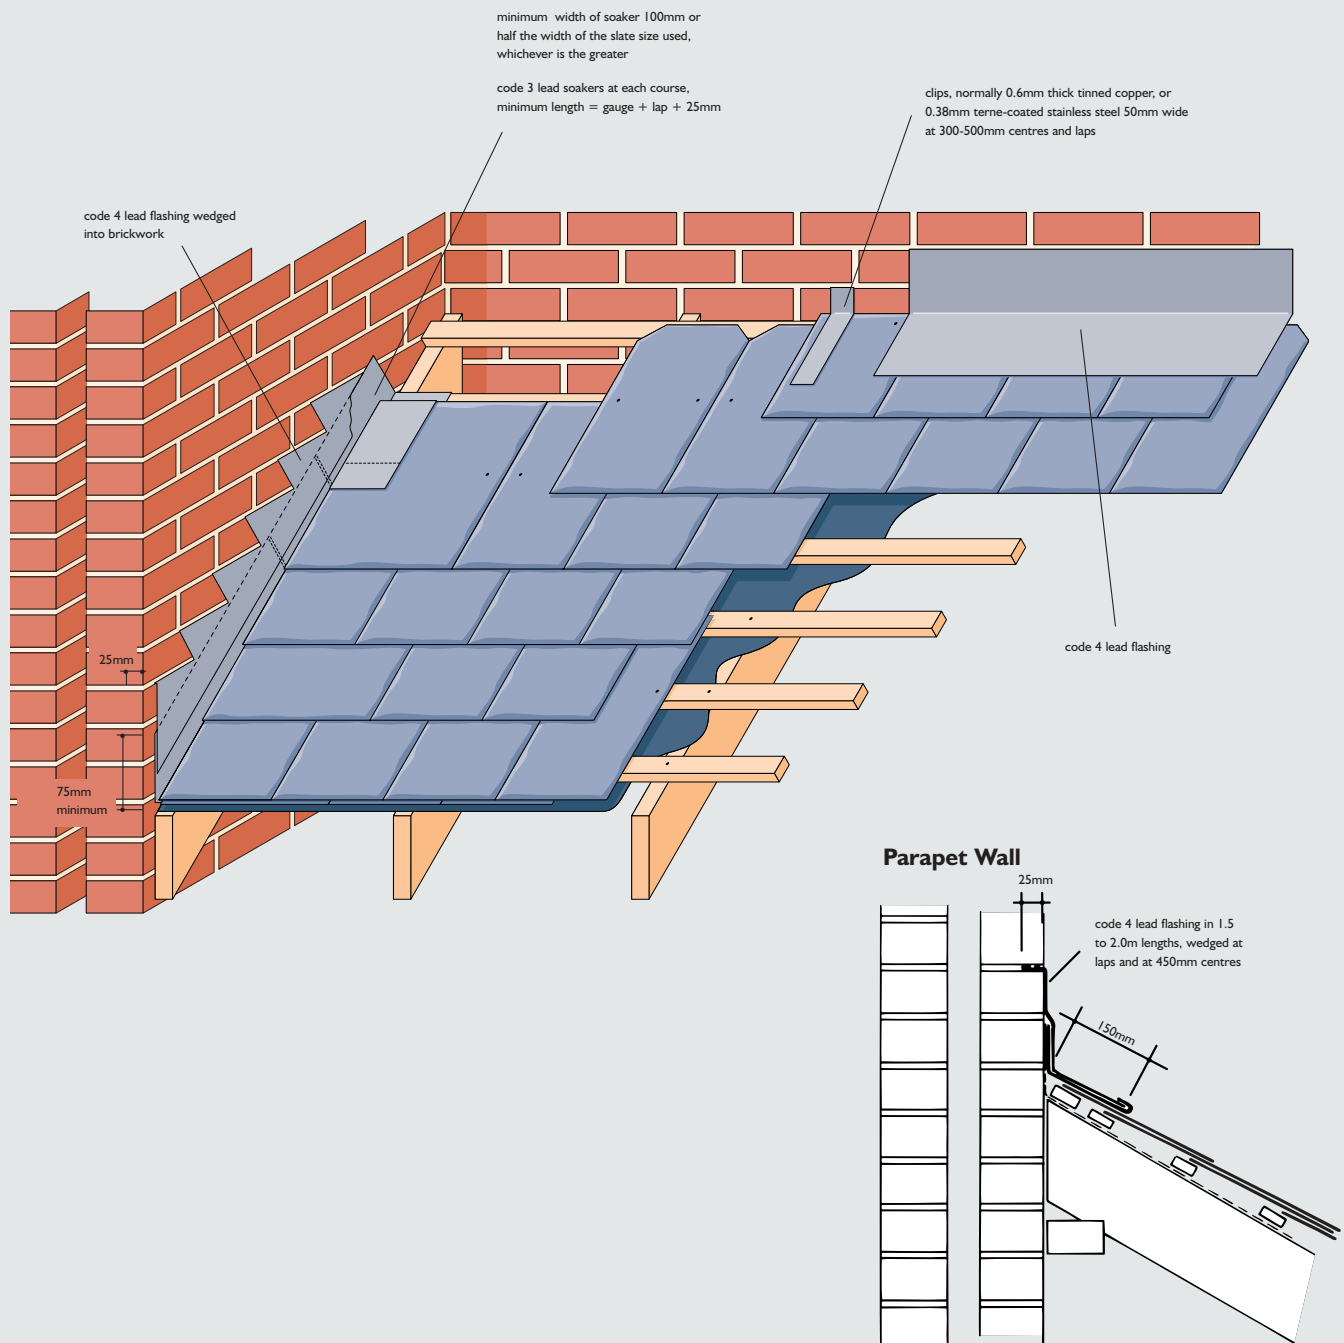 minimum width of soaker 100mm or
half the width of the slate size used,
whichever is the greater
code 3 lead soakers at each course,
minimum length = gauge + lap + 25mm
clips, normally 0.6mm thick tinned copper, or
0.38mm terne-coated stainless steel 50mm wide
at 300-500mm centres and laps
code 4 lead flashing wedged
into brickwork
code 4 lead flashing
25mm
75mm
minimum
Parapet Wall
25mm
code 4 lead flashing in 1.5
to 2.0m lengths, wedged at
laps and at 450mm centres
150mm